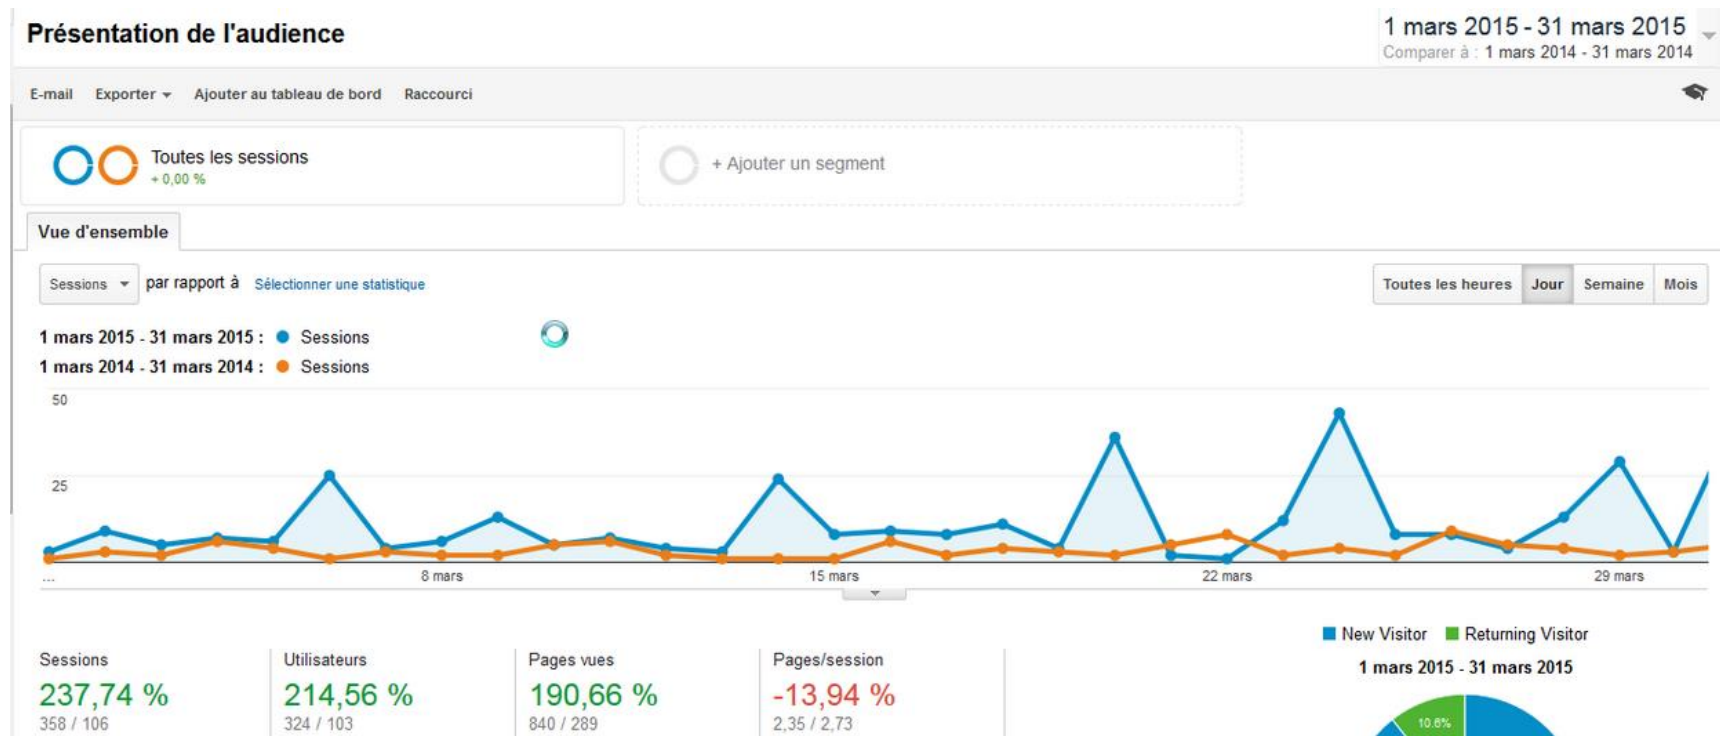 Présentation de l'audience
1 mars 2015 - 31 mars 2015
Comparer à : 1 mars 2014 - 31 mars 2014
E-mail Exporter Ajouter au tableau de bord Raccourci
Toutes les sessions
+ 0,00 %
+ Ajouter un segment
Vue d'ensemble
Sessions par rapport à Sélectionner une statistique
Toutes les heures Jour Semaine Mois
1 mars 2015 - 31 mars 2015 : Sessions
1 mars 2014 - 31 mars 2014 : Sessions
50
25
... 8 mars 15 mars 22 mars 29 mars
New Visitor Returning Visitor
1 mars 2015 - 31 mars 2015
Sessions Utilisateurs Pages vues Pages/session
237,74 % 214,56 % 190,66 % -13,94 %
358 / 106 324 / 103 840 / 289 2,35 / 2,73
10.6%